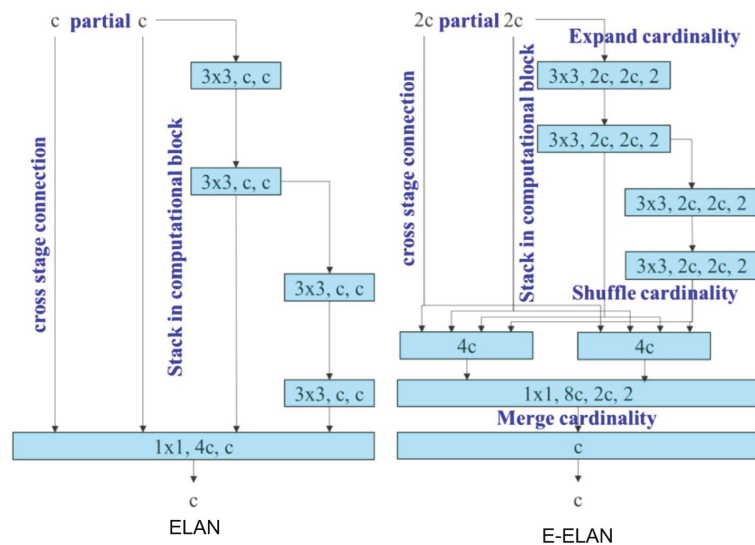 c partial c
3x3, c, c
3x3, c, c
3x3, c, c
3x3, c, c
cross stage connection
Stack in computational block
1x1, 4c, c
c
ELAN
2c partial 2c
Expand cardinality
3x3, 2c, 2c, 2
3x3, 2c, 2c, 2
3x3, 2c, 2c, 2
3x3, 2c, 2c, 2
cross stage connection
Stack in computational block
Shuffle cardinality
4c
4c
1x1, 8c, 2c, 2
Merge cardinality
c
c
E-ELAN